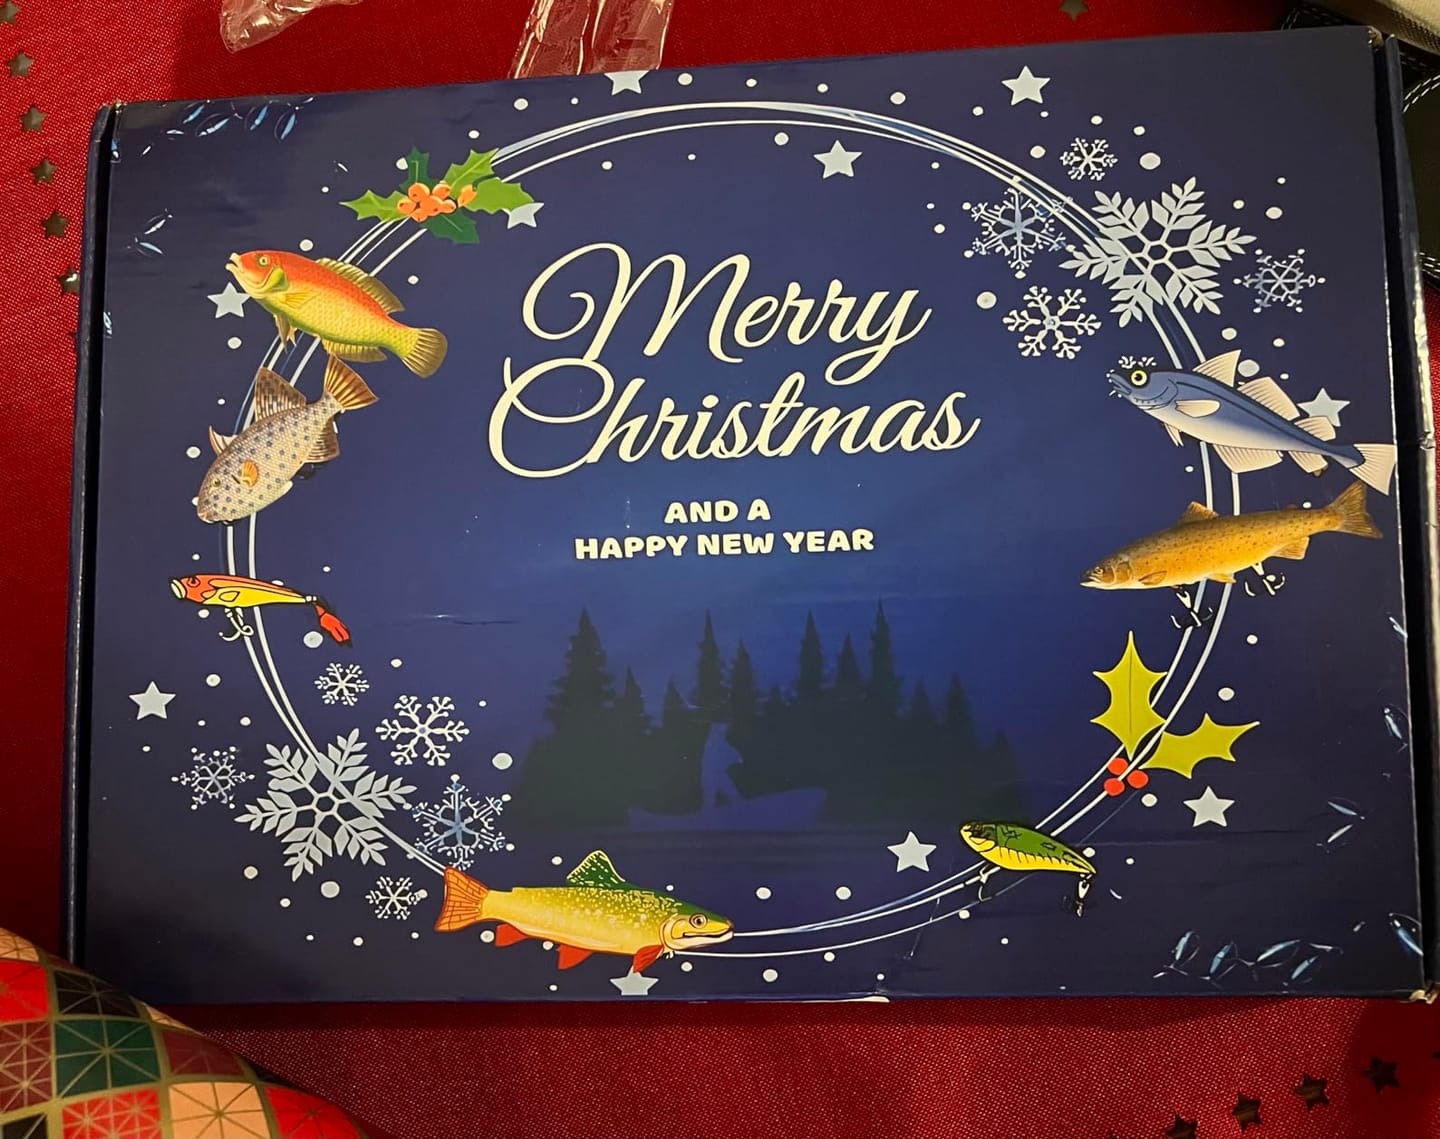 Merry
Christmas
AND A
HAPPY NEW YEAR